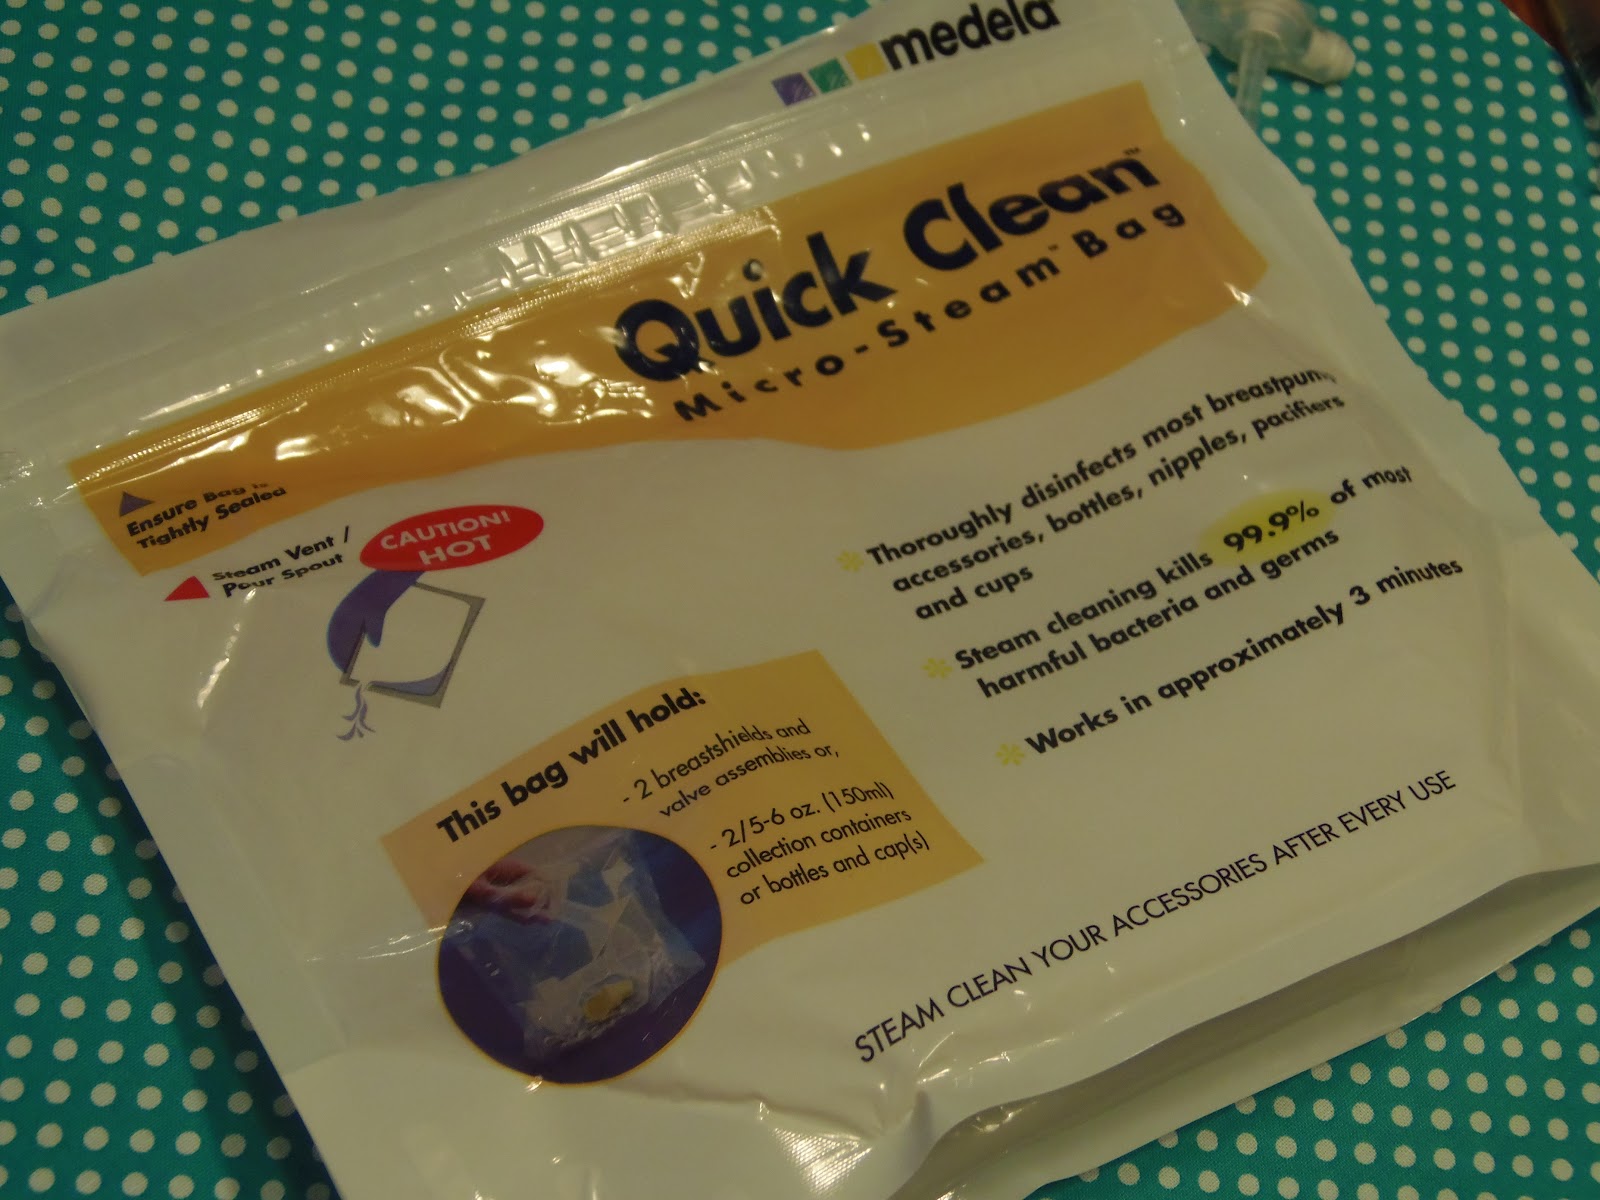 medela
Quick Clean™
Micro-Steam™ Bag
Ensure Bag is
Tightly Sealed
Steam Vent /
Pour Spout
CAUTION!
HOT
Thoroughly disinfects most breastpump
accessories, bottles, nipples, pacifiers
and cups
Steam cleaning kills 99.9% of most
harmful bacteria and germs
Works in approximately 3 minutes
This bag will hold:
- 2 breastshields and
valve assemblies or,
- 2/5-6 oz. (150ml)
collection containers
or bottles and cap(s)
STEAM CLEAN YOUR ACCESSORIES AFTER EVERY USE